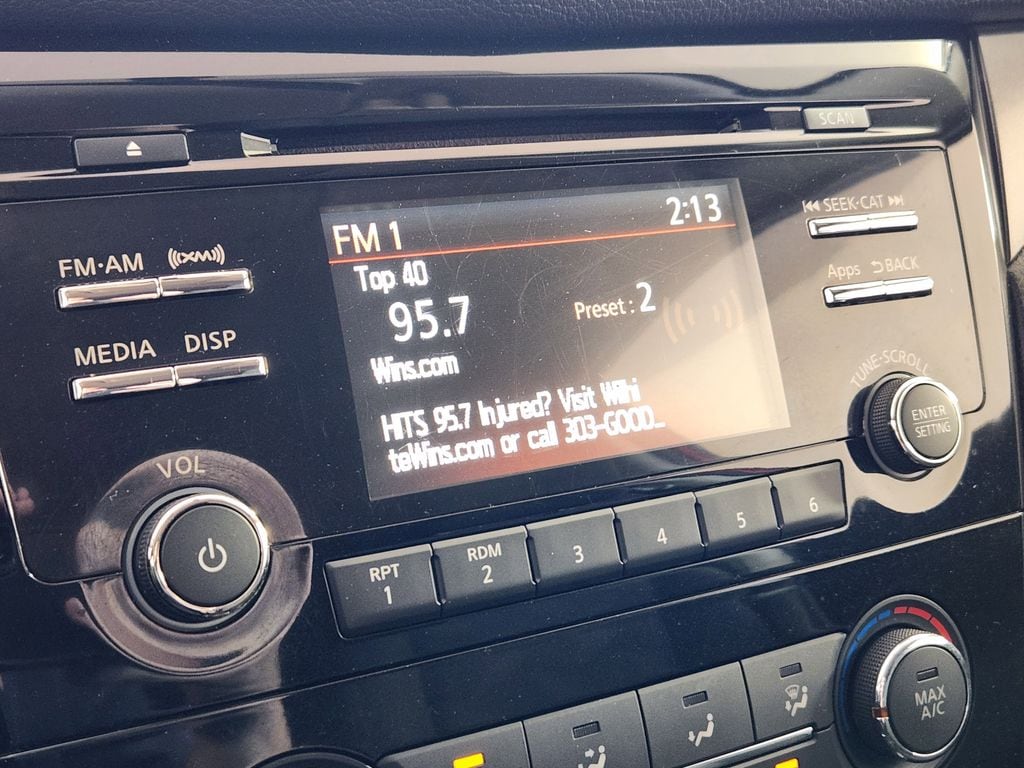 SCAN
FM·AM
XM
SEEK·CAT
FM 1
2:13
Top 40
Apps BACK
95.7
Preset: 2
MEDIA DISP
Wins.com
TUNE·SCROLL
HITS 95.7 Injured? Visit Wilhi
teWins.com or call 303-GOOD...
ENTER
SETTING
VOL
RPT
1
RDM
2
3
4
5
6
MAX
A/C